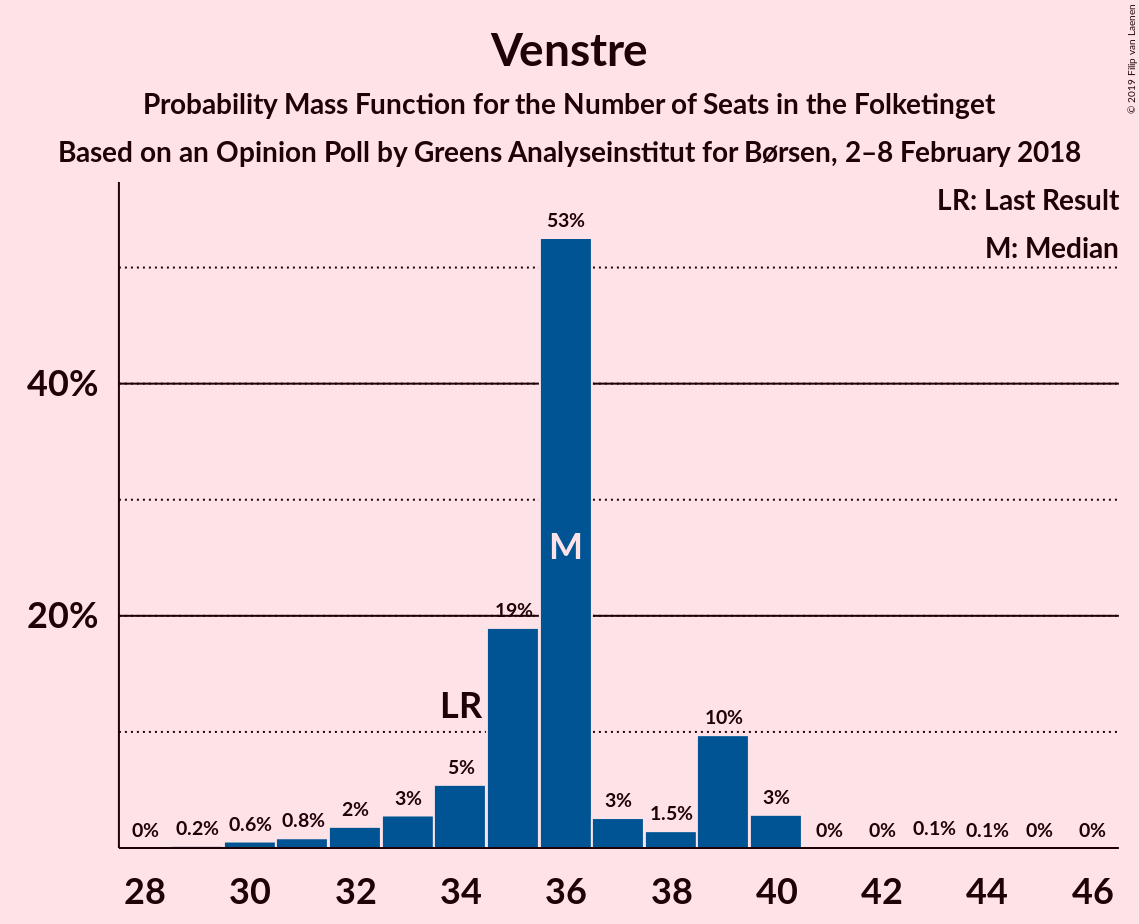 Venstre
Probability Mass Function for the Number of Seats in the Folketinget
Based on an Opinion Poll by Greens Analyseinstitut for Børsen, 2–8 February 2018
© 2019 Filip van Laenen
LR: Last Result
M: Median
53%
40%
M
20%
19%
LR
10%
5%
3%
2%
0.8%
0.6%
0.2%
0%
3%
1.5%
3%
0%
0%
0.1%
0.1%
0%
0%
28 30 32 34 36 38 40 42 44 46